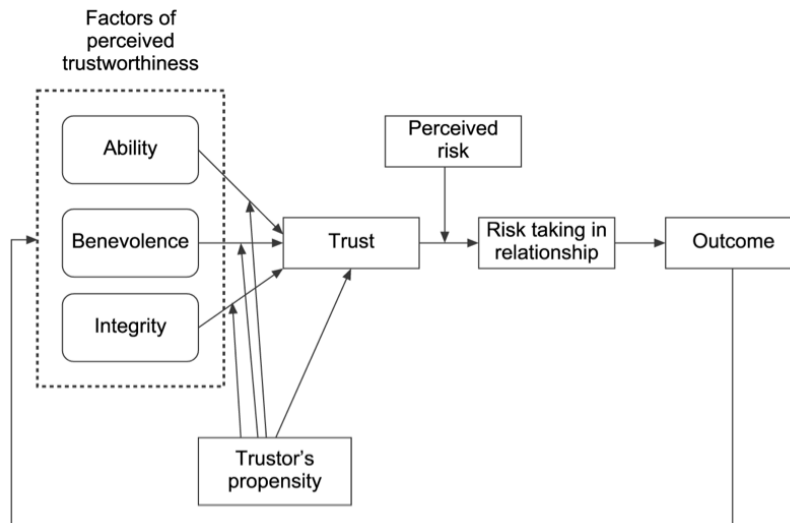 Factors of
perceived
trustworthiness
Ability
Benevolence
Integrity
Trust
Perceived
risk
Risk taking in
relationship
Outcome
Trustor's
propensity